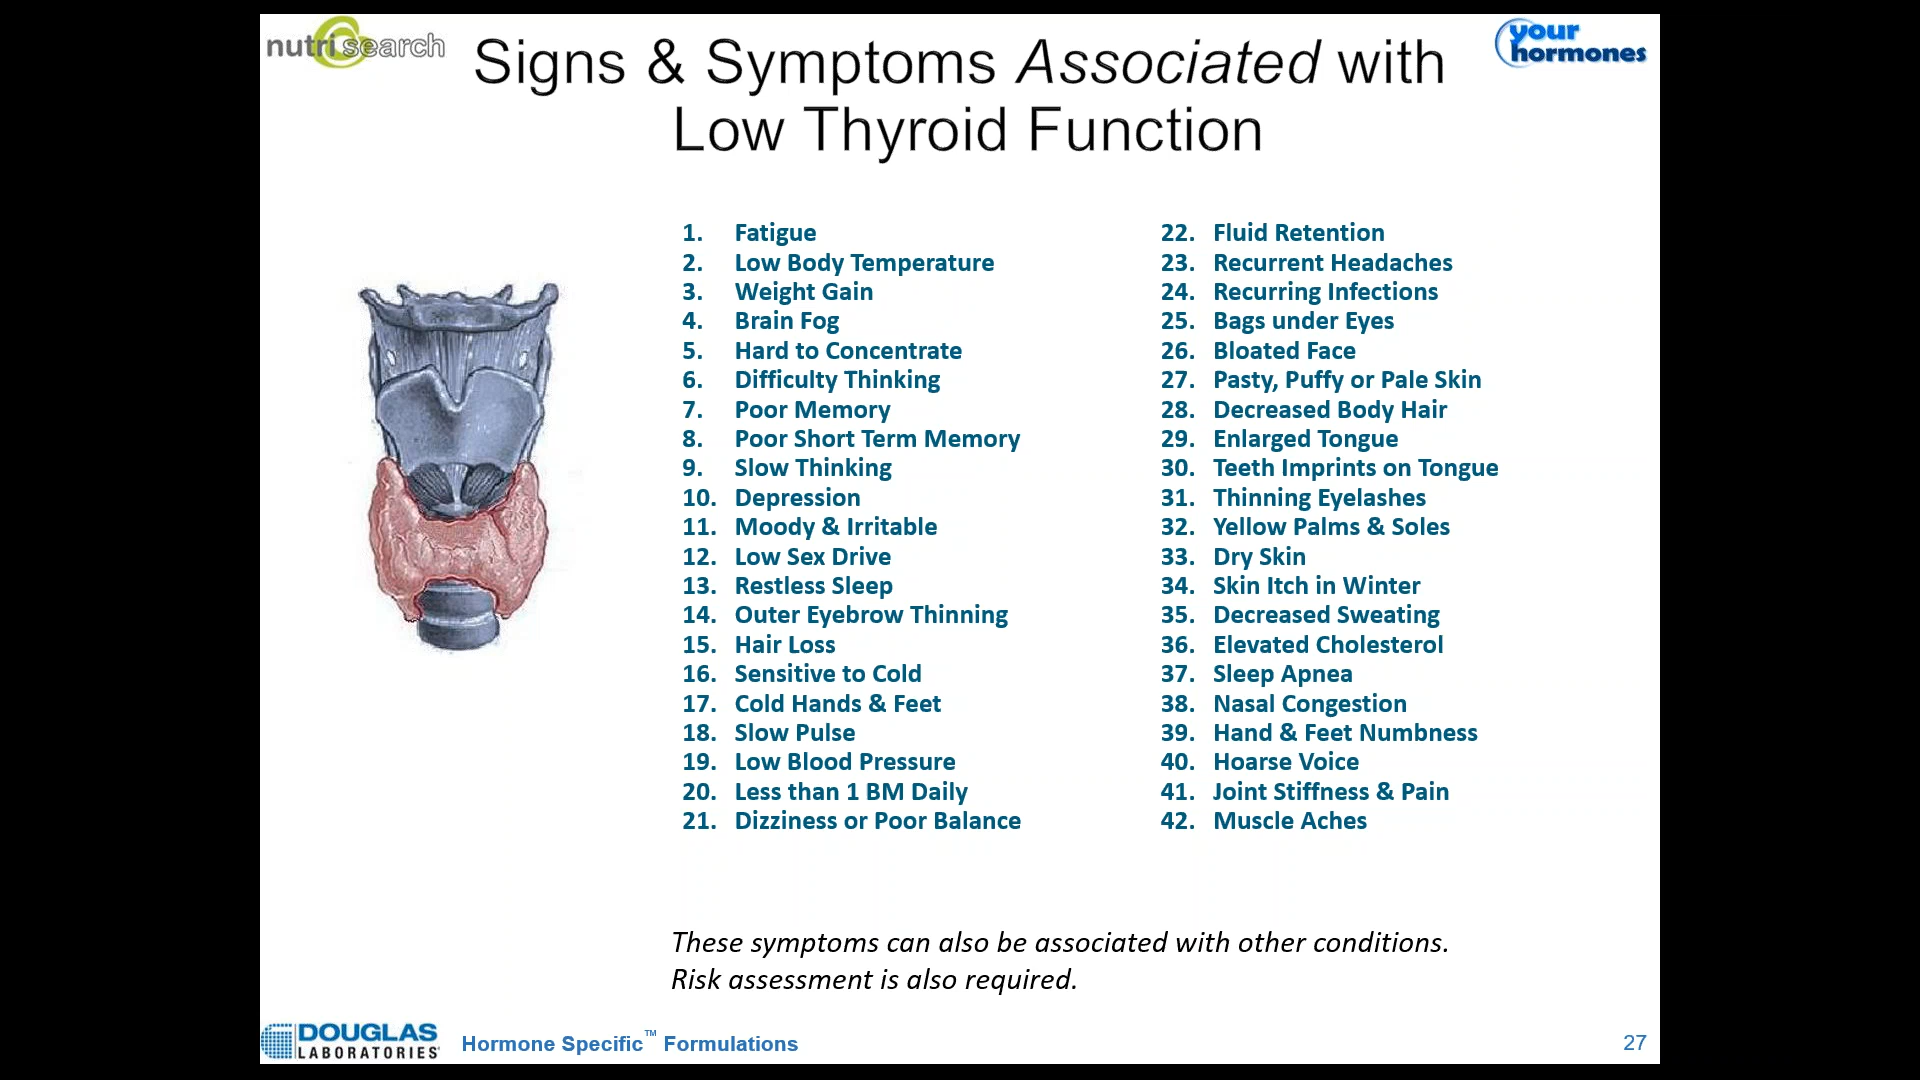 nutri search
your
hormones
Signs & Symptoms Associated with
Low Thyroid Function
1. Fatigue
2. Low Body Temperature
3. Weight Gain
4. Brain Fog
5. Hard to Concentrate
6. Difficulty Thinking
7. Poor Memory
8. Poor Short Term Memory
9. Slow Thinking
10. Depression
11. Moody & Irritable
12. Low Sex Drive
13. Restless Sleep
14. Outer Eyebrow Thinning
15. Hair Loss
16. Sensitive to Cold
17. Cold Hands & Feet
18. Slow Pulse
19. Low Blood Pressure
20. Less than 1 BM Daily
21. Dizziness or Poor Balance
22. Fluid Retention
23. Recurrent Headaches
24. Recurring Infections
25. Bags under Eyes
26. Bloated Face
27. Pasty, Puffy or Pale Skin
28. Decreased Body Hair
29. Enlarged Tongue
30. Teeth Imprints on Tongue
31. Thinning Eyelashes
32. Yellow Palms & Soles
33. Dry Skin
34. Skin Itch in Winter
35. Decreased Sweating
36. Elevated Cholesterol
37. Sleep Apnea
38. Nasal Congestion
39. Hand & Feet Numbness
40. Hoarse Voice
41. Joint Stiffness & Pain
42. Muscle Aches
These symptoms can also be associated with other conditions.
Risk assessment is also required.
DOUGLAS
LABORATORIES
Hormone Specific™ Formulations
27